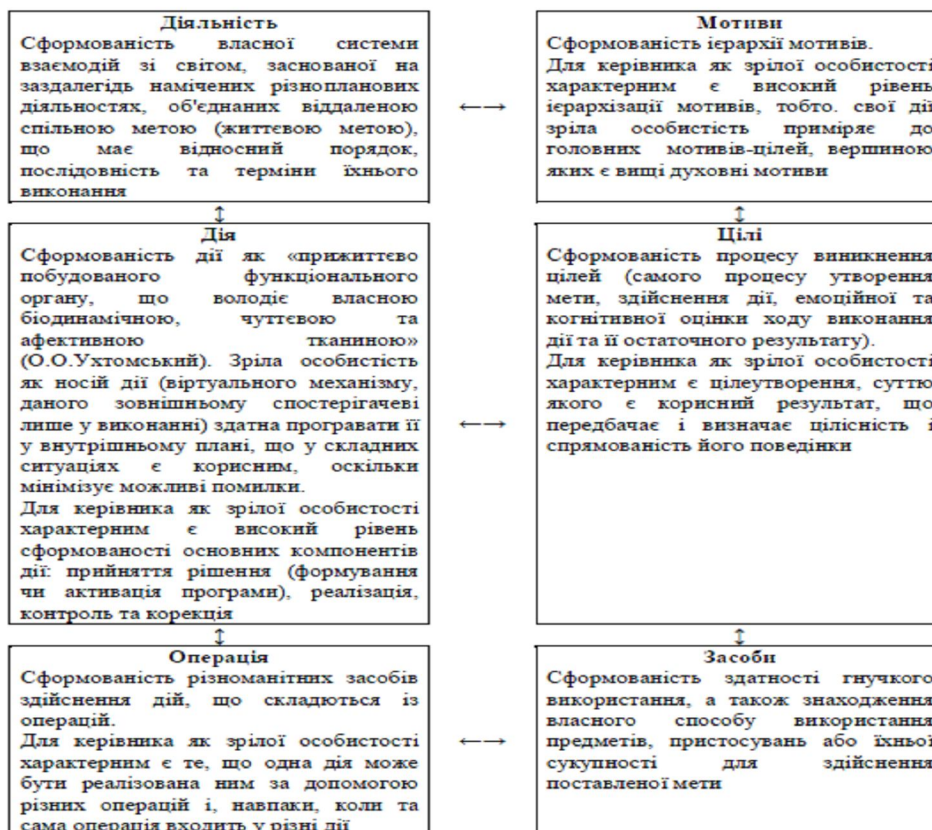 Діяльність
Сформованість власної системи
взаємодій зі світом, заснованої на
заздалегідь намічених різнопланових
діяльностях, об'єднаних віддаленою
спільною метою (життєвою метою),
що має відносний порядок,
послідовність та терміни їхнього
виконання
←→
Мотиви
Сформованість ієрархії мотивів.
Для керівника як зрілої особистості
характерним є високий рівень
ієрархізації мотивів, тобто. свої дії
зріла особистість приміряє до
головних мотивів-цілей, вершиною
яких є вищі духовні мотиви
↕
↕
Дія
Сформованість дії як «прижиттєво
побудованого функціонального
органу, що володіє власною
біодинамічною, чуттєвою та
афективною тканиною»
(О.О.Ухтомський). Зріла особистість
як носій дії (віртуального механізму,
даного зовнішньому спостерігачеві
лише у виконанні) здатна програвати її
у внутрішньому плані, що у складних
ситуаціях є корисним, оскільки
мінімізує можливі помилки.
Для керівника як зрілої особистості
характерним є високий рівень
сформованості основних компонентів
дії: прийняття рішення (формування
чи активація програми), реалізація,
контроль та корекція
←→
Цілі
Сформованість процесу виникнення
цілей (самого процесу утворення
мети, здійснення дії, емоційної та
когнітивної оцінки ходу виконання
дії та її остаточного результату).
Для керівника як зрілої особистості
характерним є цілеутворення, суттю
якого є корисний результат, що
передбачає і визначає цілісність і
спрямованість його поведінки
↕
↕
Операція
Сформованість різноманітних засобів
здійснення дій, що складються із
операцій.
Для керівника як зрілої особистості
характерним є те, що одна дія може
бути реалізована ним за допомогою
різних операцій і, навпаки, коли та
сама операція входить у різні дії
←→
Засоби
Сформованість здатності гнучкого
використання, а також знаходження
власного способу використання
предметів, пристосувань або їхньої
сукупності для здійснення
поставленої мети